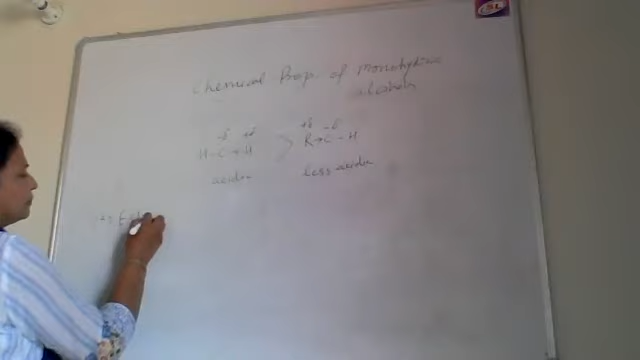 Chemical Prop. of Monohydric
alcohols
-δ +δ > +δ -δ
H-C→H R→C-H
acidic less acidic